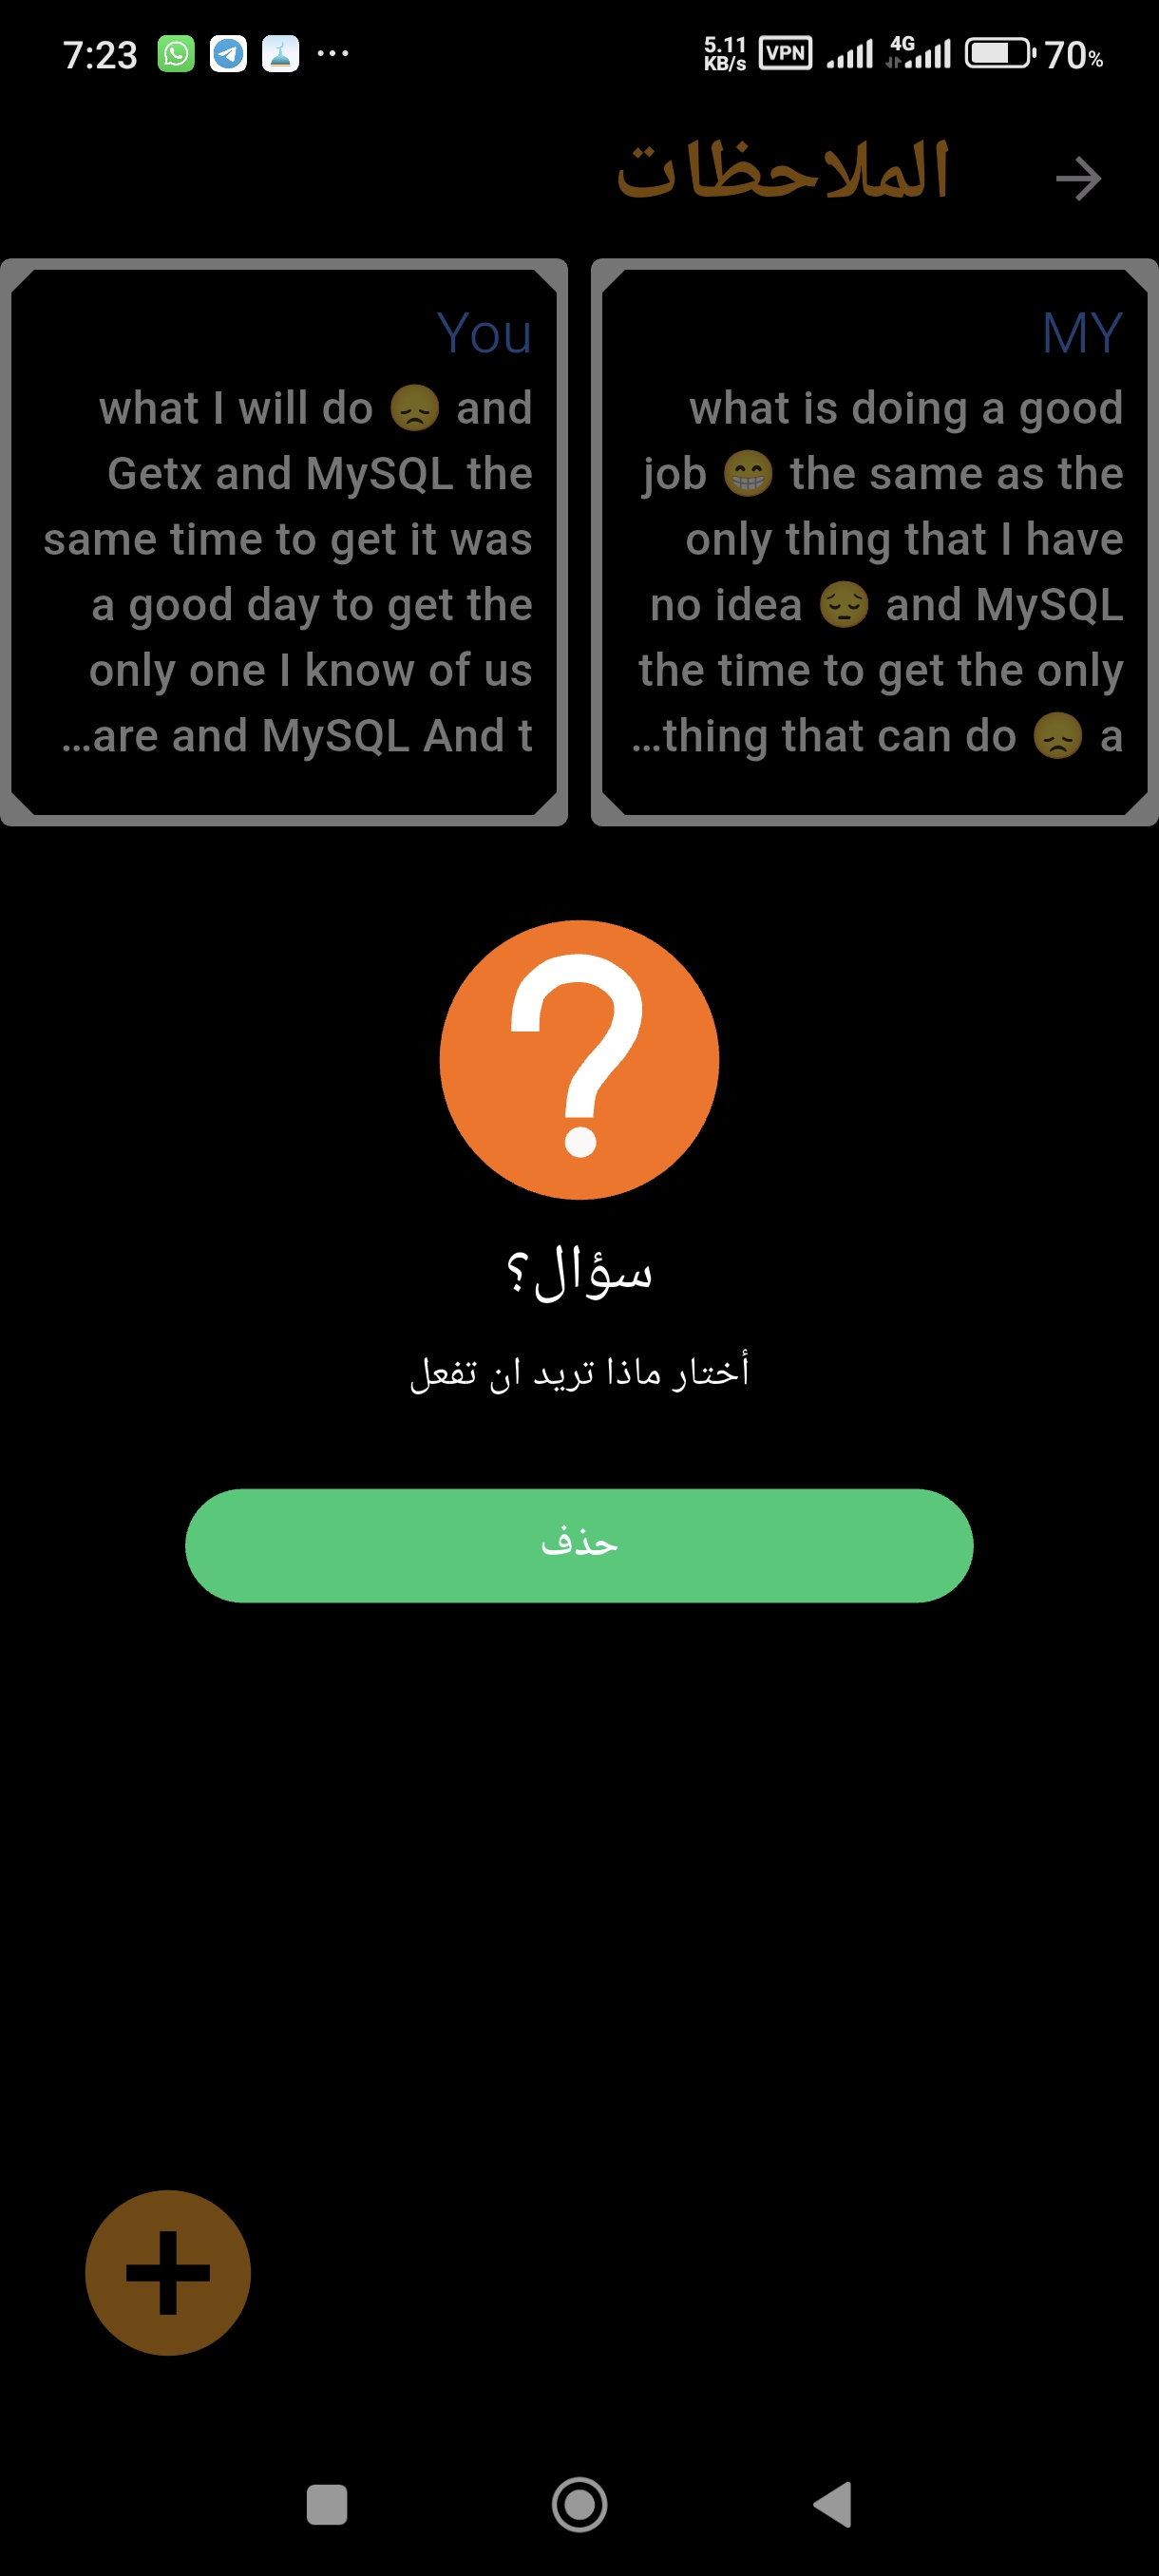 7:23
5.11
KB/s
VPN
4G
70%
الملاحظات
MY
what is doing a good
job 😁 the same as the
only thing that I have
no idea 😔 and MySQL
the time to get the only
...thing that can do 😞 a
You
what I will do 😞 and
Getx and MySQL the
same time to get it was
a good day to get the
only one I know of us
...are and MySQL And t
?
سؤال؟
أختار ماذا تريد ان تفعل
حذف